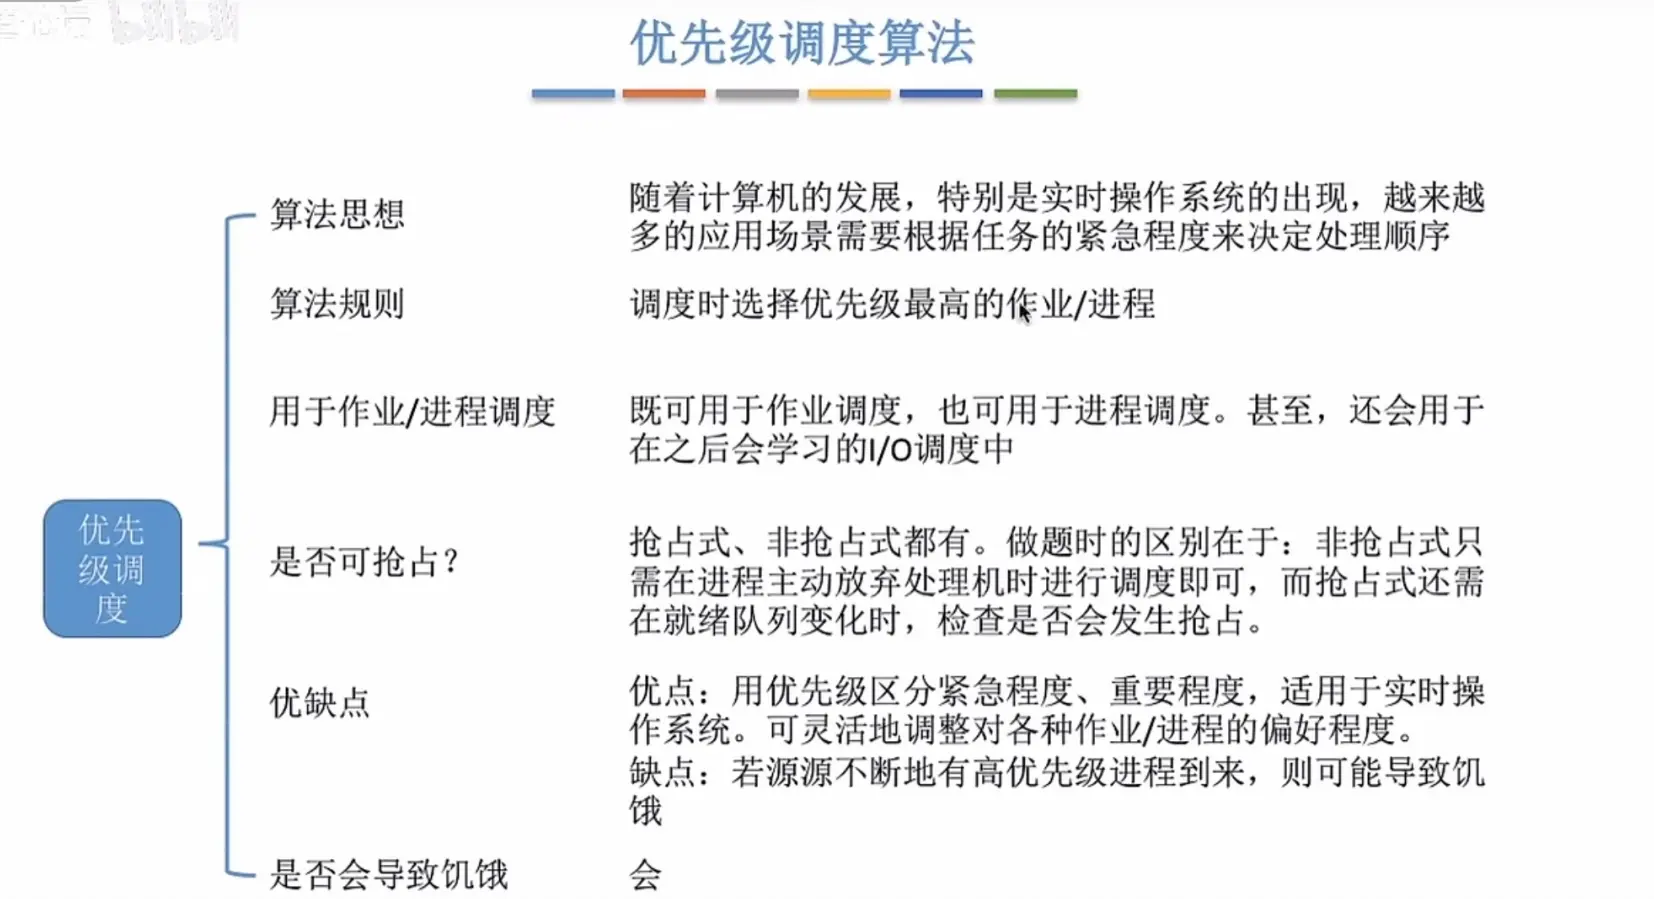 bilibili
优先级调度算法
算法思想
随着计算机的发展，特别是实时操作系统的出现，越来越
多的应用场景需要根据任务的紧急程度来决定处理顺序
算法规则
调度时选择优先级最高的作业/进程
用于作业/进程调度
既可用于作业调度，也可用于进程调度。甚至，还会用于
在之后会学习的I/O调度中
优先
级调
度
是否可抢占？
抢占式、非抢占式都有。做题时的区别在于：非抢占式只
需在进程主动放弃处理机时进行调度即可，而抢占式还需
在就绪队列变化时，检查是否会发生抢占。
优缺点
优点：用优先级区分紧急程度、重要程度，适用于实时操
作系统。可灵活地调整对各种作业/进程的偏好程度。
缺点：若源源不断地有高优先级进程到来，则可能导致饥
饿
是否会导致饥饿
会